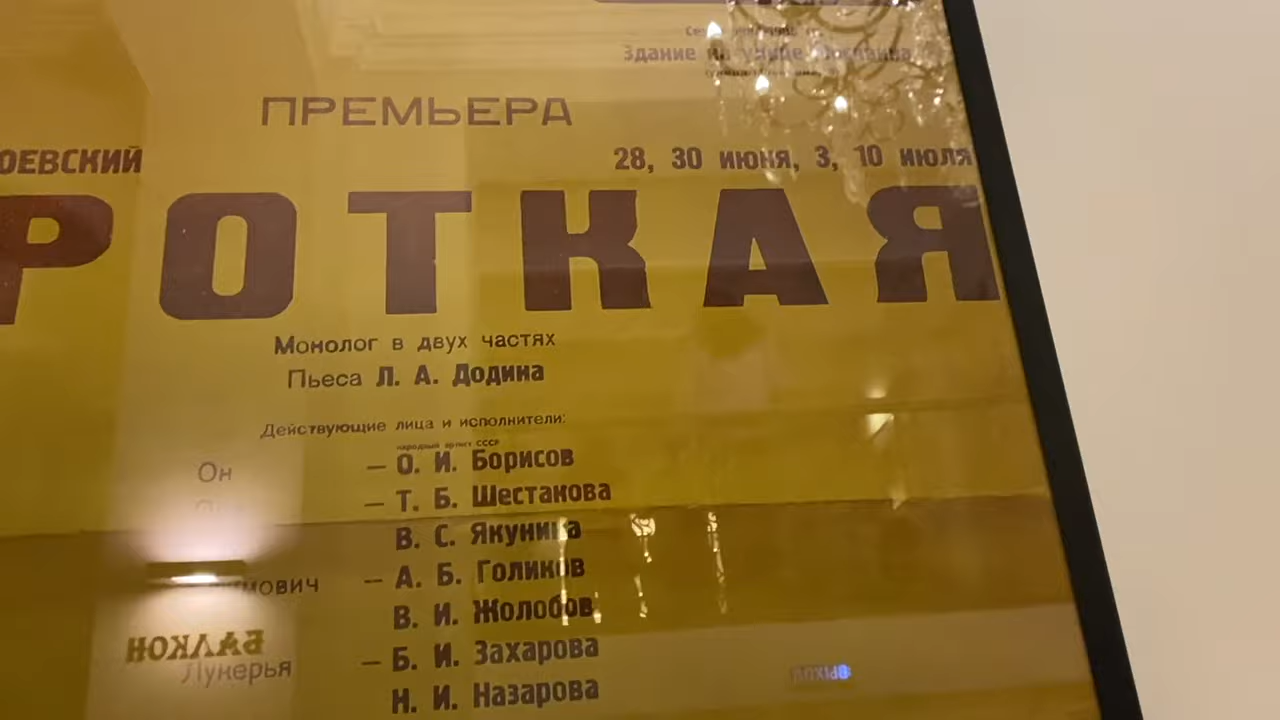 Здание на улице
ПРЕМЬЕРА
ОЕВСКИЙ
28, 30 июня, 3, 10 июля
РОТКАЯ
Монолог в двух частях
Пьеса Л. А. Додина
Действующие лица и исполнители:
народный артист СССР
Он — О. И. Борисов
— Т. Б. Шестакова
В. С. Якунина
мович — А. Б. Голиков
В. И. Жолобов
БАЛКОН
Лукерья — Б. И. Захарова
Н. И. Назарова